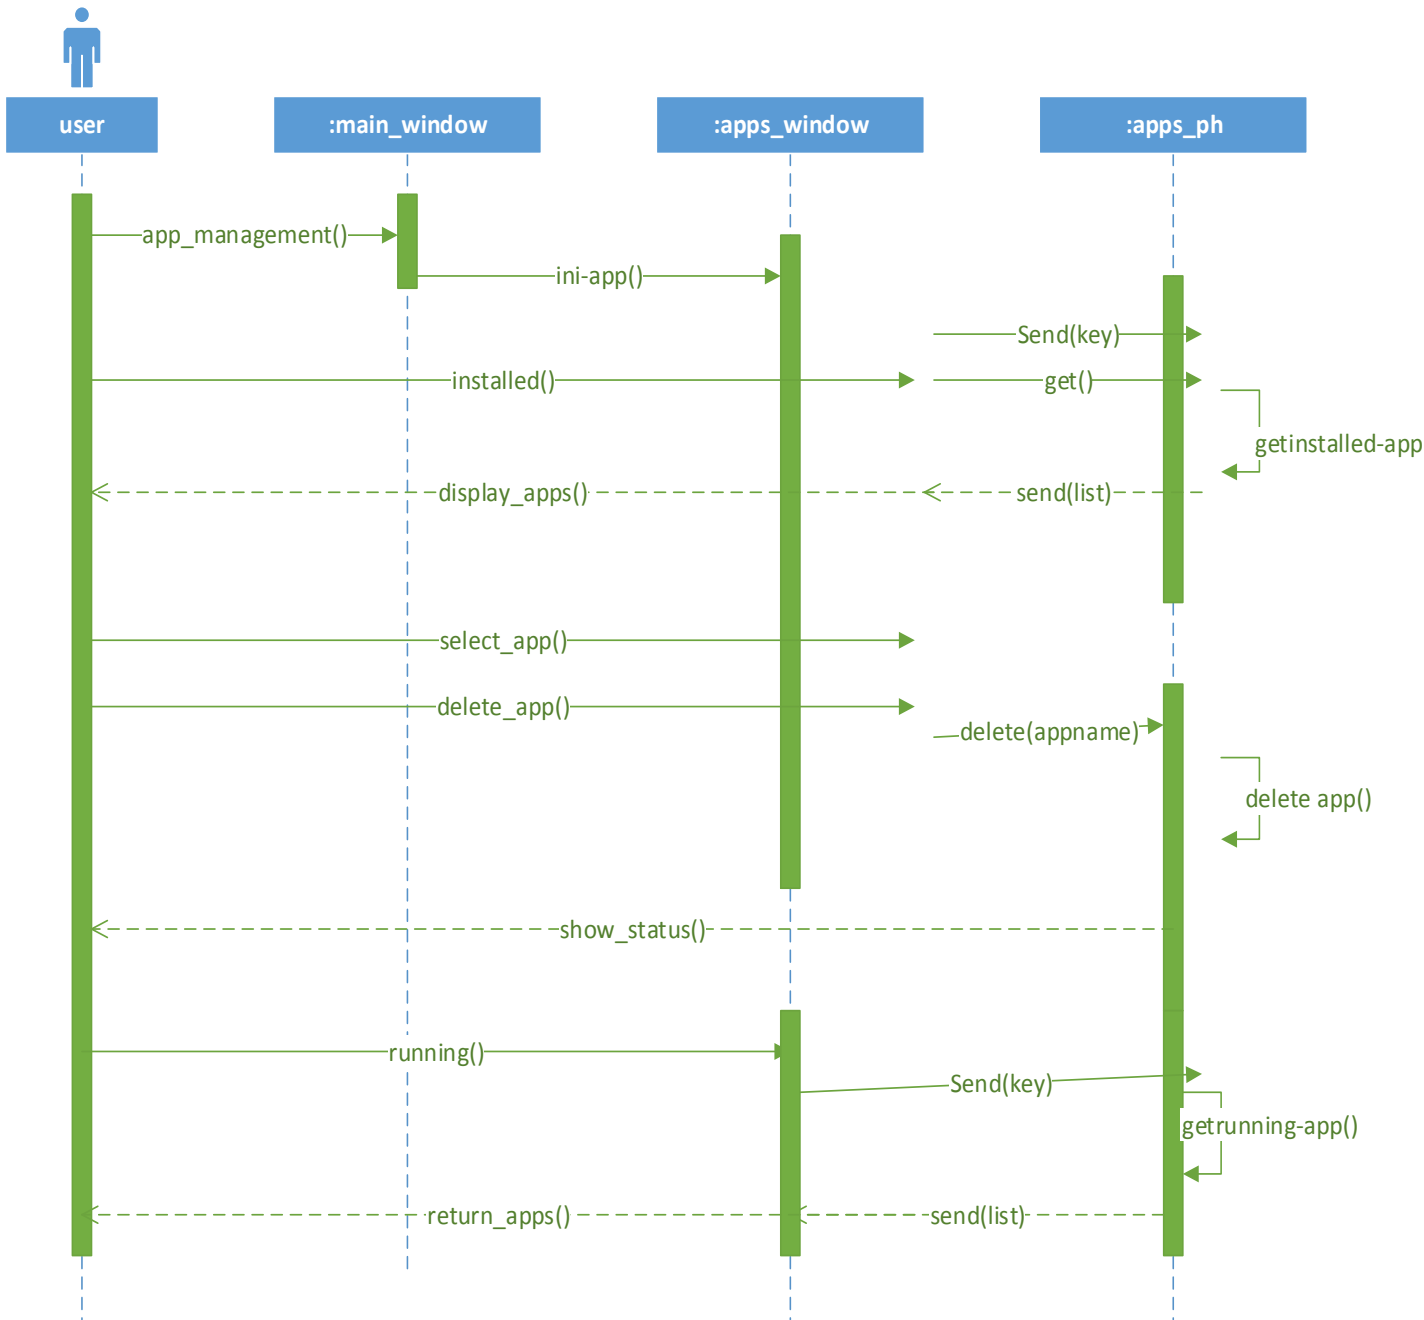 user
:main_window
:apps_window
:apps_ph
app_management()
ini-app()
Send(key)
installed()
get()
getinstalled-app
display_apps()
send(list)
select_app()
delete_app()
delete(appname)
delete app()
show_status()
running()
Send(key)
getrunning-app()
return_apps()
send(list)